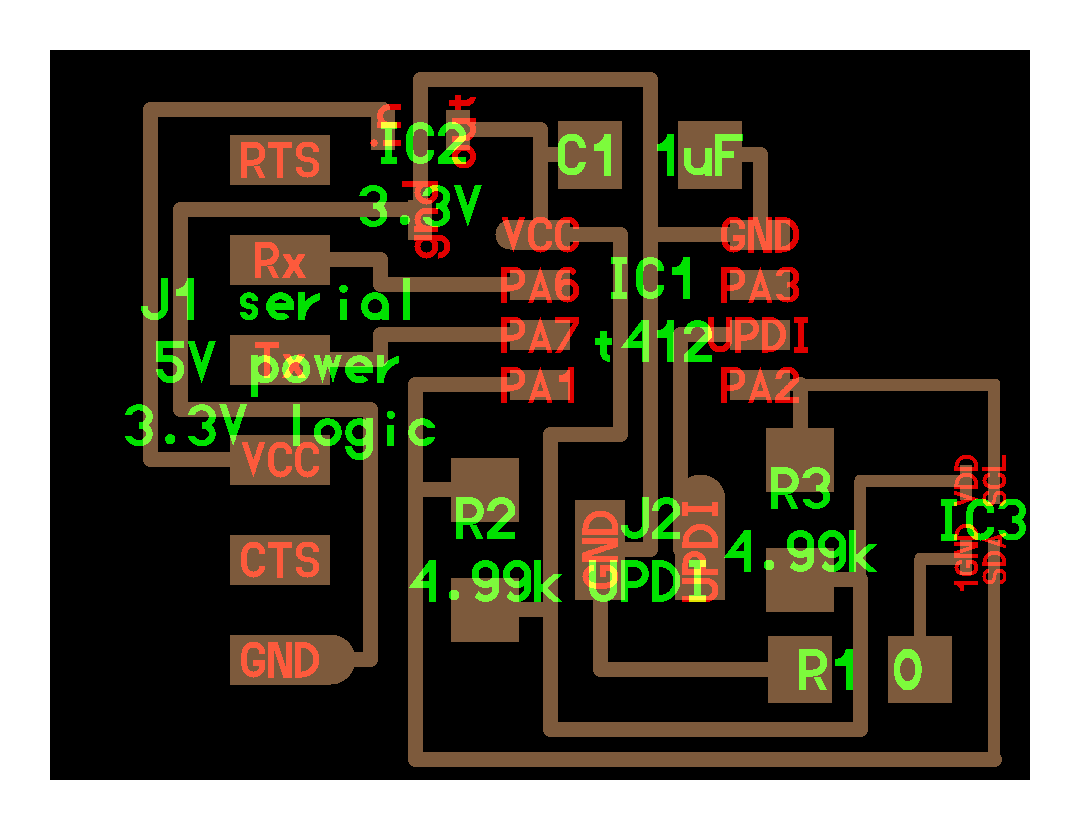 in
out
IC2
RTS
C1
1uF
3.3V
gnd
VCC
GND
Rx
IC1
PA6
PA3
J1 serial
t412
PA7
UPDI
5V power
Tx
PA1
PA2
3.3V logic
VCC
VDD
SCL
R3
R2
J2
IC3
GND
UPDI
CTS
4.99k
1GND
SDA
4.99k
UPDI
GND
R1
0